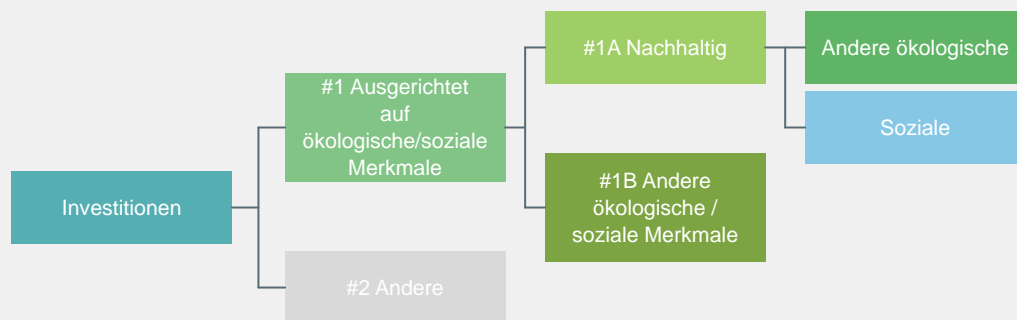 #1A Nachhaltig
Andere ökologische
#1 Ausgerichtet
auf
ökologische/soziale
Merkmale
Soziale
#1B Andere
ökologische /
soziale Merkmale
Investitionen
#2 Andere